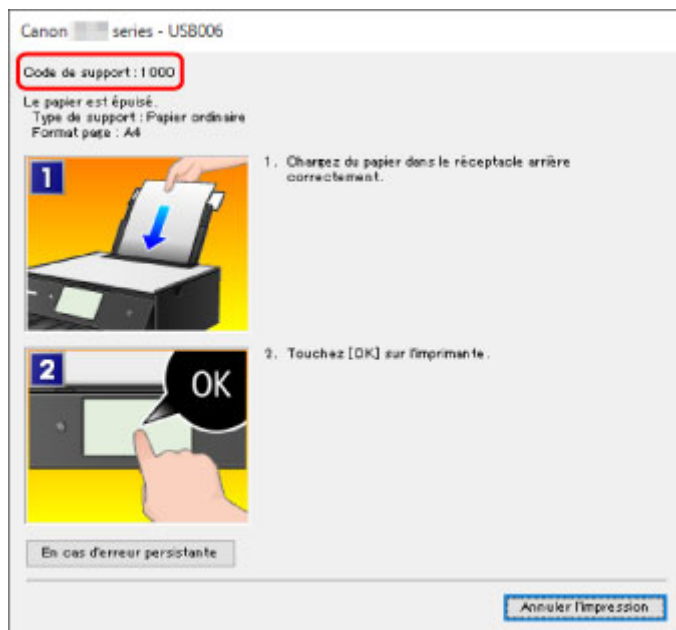 Canon series - USB006
Code de support : 1000
Le papier est épuisé.
Type de support : Papier ordinaire
Format page : A4
1
1. Chargez du papier dans le réceptacle arrière
correctement.
2
OK
2. Touchez [OK] sur l'imprimante.
En cas d'erreur persistante
Annuler l'impression